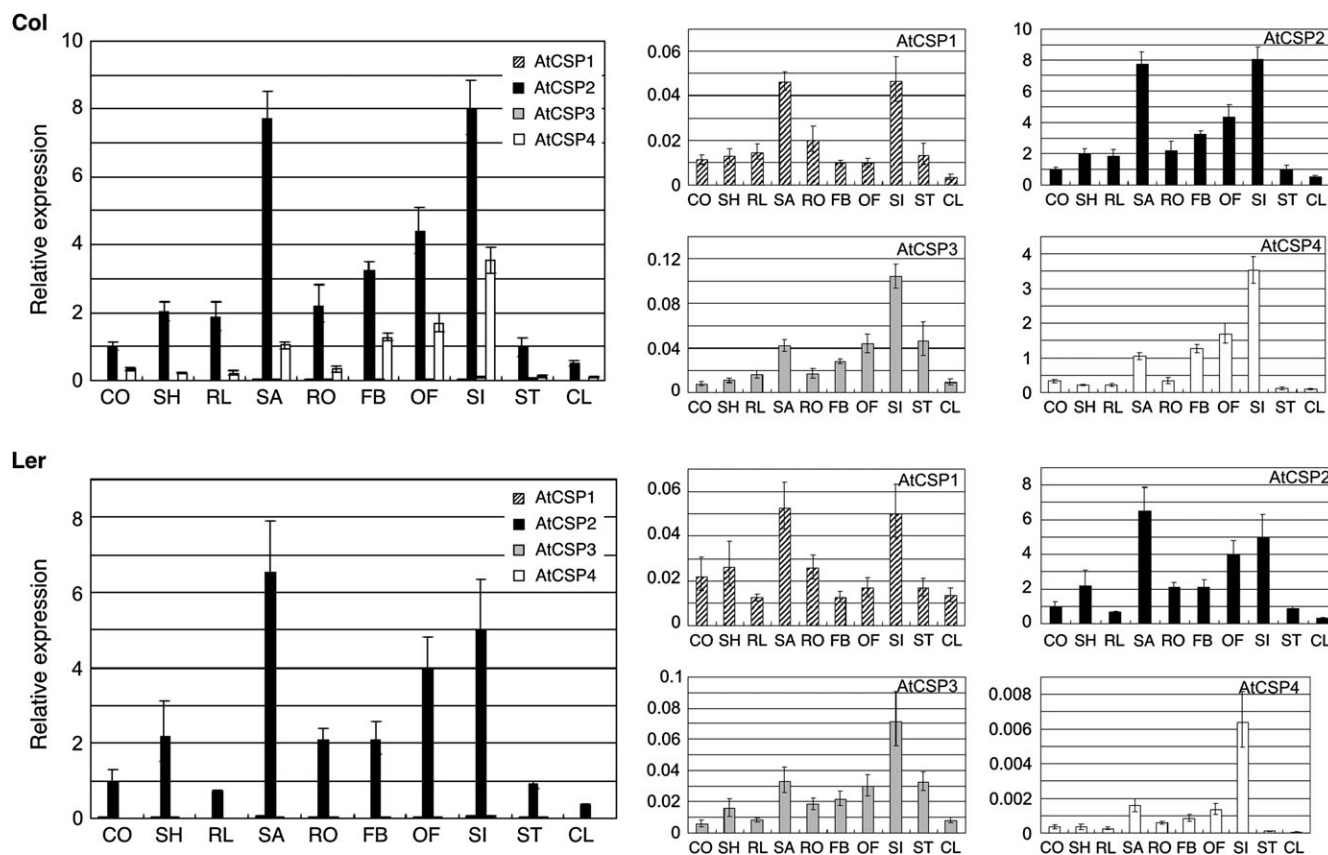 Col
Relative expression
10
8
6
4
2
0
AtCSP1
AtCSP2
AtCSP3
AtCSP4
CO SH RL SA RO FB OF SI ST CL
AtCSP1
0.06
0.04
0.02
0
CO SH RL SA RO FB OF SI ST CL
AtCSP2
10
8
6
4
2
0
CO SH RL SA RO FB OF SI ST CL
AtCSP3
0.12
0.08
0.04
0
CO SH RL SA RO FB OF SI ST CL
AtCSP4
4
3
2
1
0
CO SH RL SA RO FB OF SI ST CL
Ler
Relative expression
8
6
4
2
0
AtCSP1
AtCSP2
AtCSP3
AtCSP4
CO SH RL SA RO FB OF SI ST CL
AtCSP1
0.06
0.04
0.02
0
CO SH RL SA RO FB OF SI ST CL
AtCSP2
8
6
4
2
0
CO SH RL SA RO FB OF SI ST CL
AtCSP3
0.1
0.08
0.06
0.04
0.02
0
CO SH RL SA RO FB OF SI ST CL
AtCSP4
0.008
0.006
0.004
0.002
0
CO SH RL SA RO FB OF SI ST CL